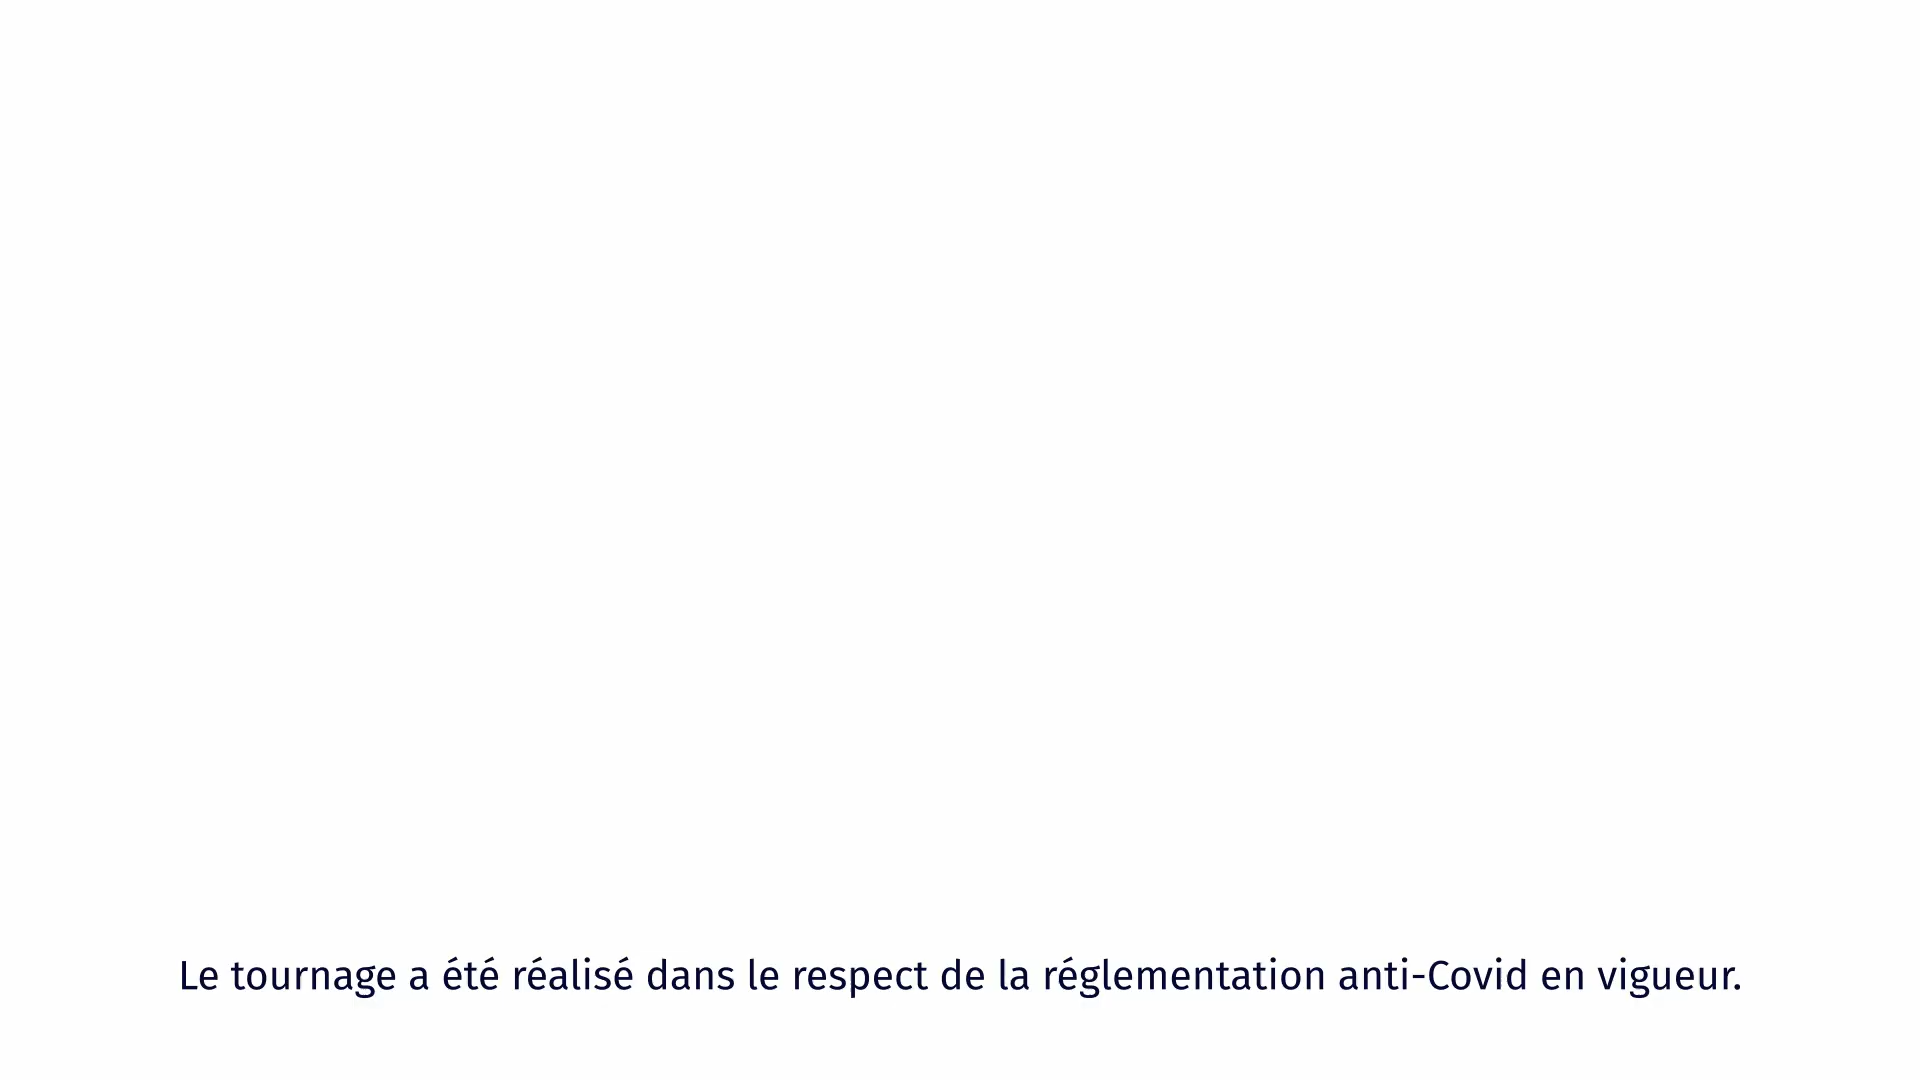 Le tournage a été réalisé dans le respect de la réglementation anti-Covid en vigueur.